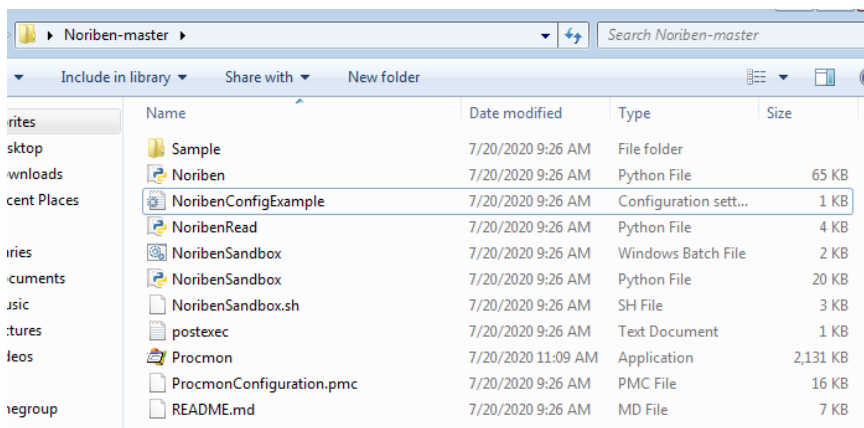 Noriben-master
Search Noriben-master
Include in library
Share with
New folder
Name Date modified Type Size
rites
sktop
wnloads
cent Places
ries
cuments
usic
tures
deos
negroup
Sample 7/20/2020 9:26 AM File folder
Noriben 7/20/2020 9:26 AM Python File 65 KB
NoribenConfigExample 7/20/2020 9:26 AM Configuration sett... 1 KB
NoribenRead 7/20/2020 9:26 AM Python File 4 KB
NoribenSandbox 7/20/2020 9:26 AM Windows Batch File 2 KB
NoribenSandbox 7/20/2020 9:26 AM Python File 20 KB
NoribenSandbox.sh 7/20/2020 9:26 AM SH File 3 KB
postexec 7/20/2020 9:26 AM Text Document 1 KB
Procmon 7/20/2020 11:09 AM Application 2,131 KB
ProcmonConfiguration.pmc 7/20/2020 9:26 AM PMC File 16 KB
README.md 7/20/2020 9:26 AM MD File 7 KB